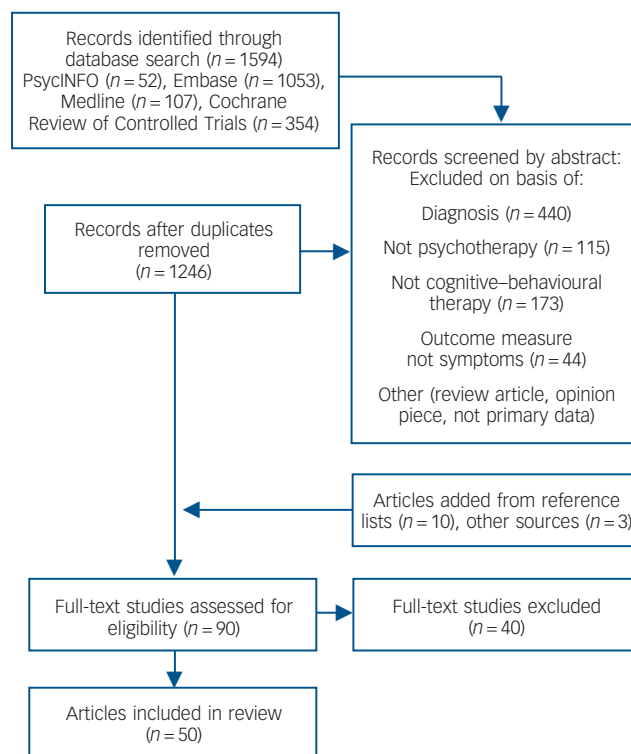 Records identified through
database search (n = 1594)
PsycINFO (n = 52), Embase (n = 1053),
Medline (n = 107), Cochrane
Review of Controlled Trials (n = 354)
Records screened by abstract:
Excluded on basis of:
Diagnosis (n = 440)
Not psychotherapy (n = 115)
Not cognitive–behavioural
therapy (n = 173)
Outcome measure
not symptoms (n = 44)
Other (review article, opinion
piece, not primary data)
Records after duplicates
removed
(n = 1246)
Articles added from reference
lists (n = 10), other sources (n = 3)
Full-text studies assessed for
eligibility (n = 90)
Full-text studies excluded
(n = 40)
Articles included in review
(n = 50)